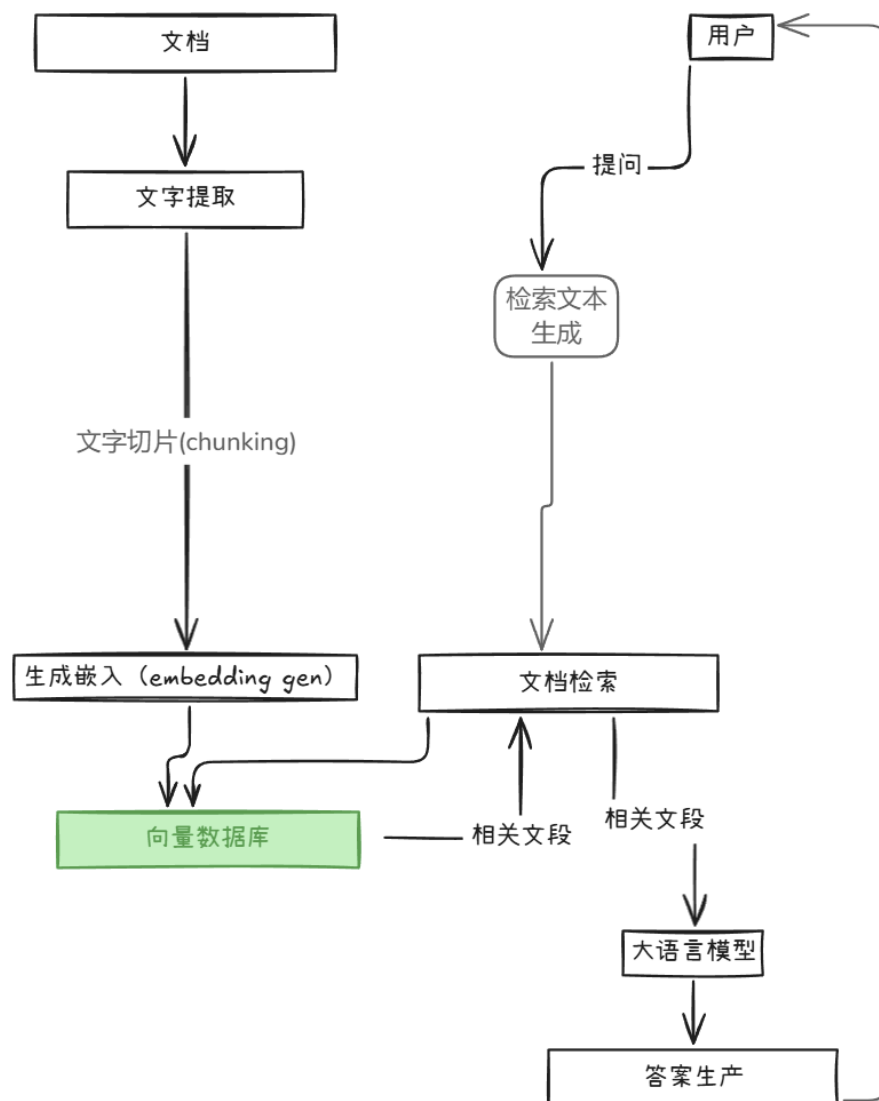 文档
用户
提问
文字提取
检索文本
生成
文字切片(chunking)
生成嵌入（embedding gen）
文档检索
向量数据库
相关文段
相关文段
大语言模型
答案生产